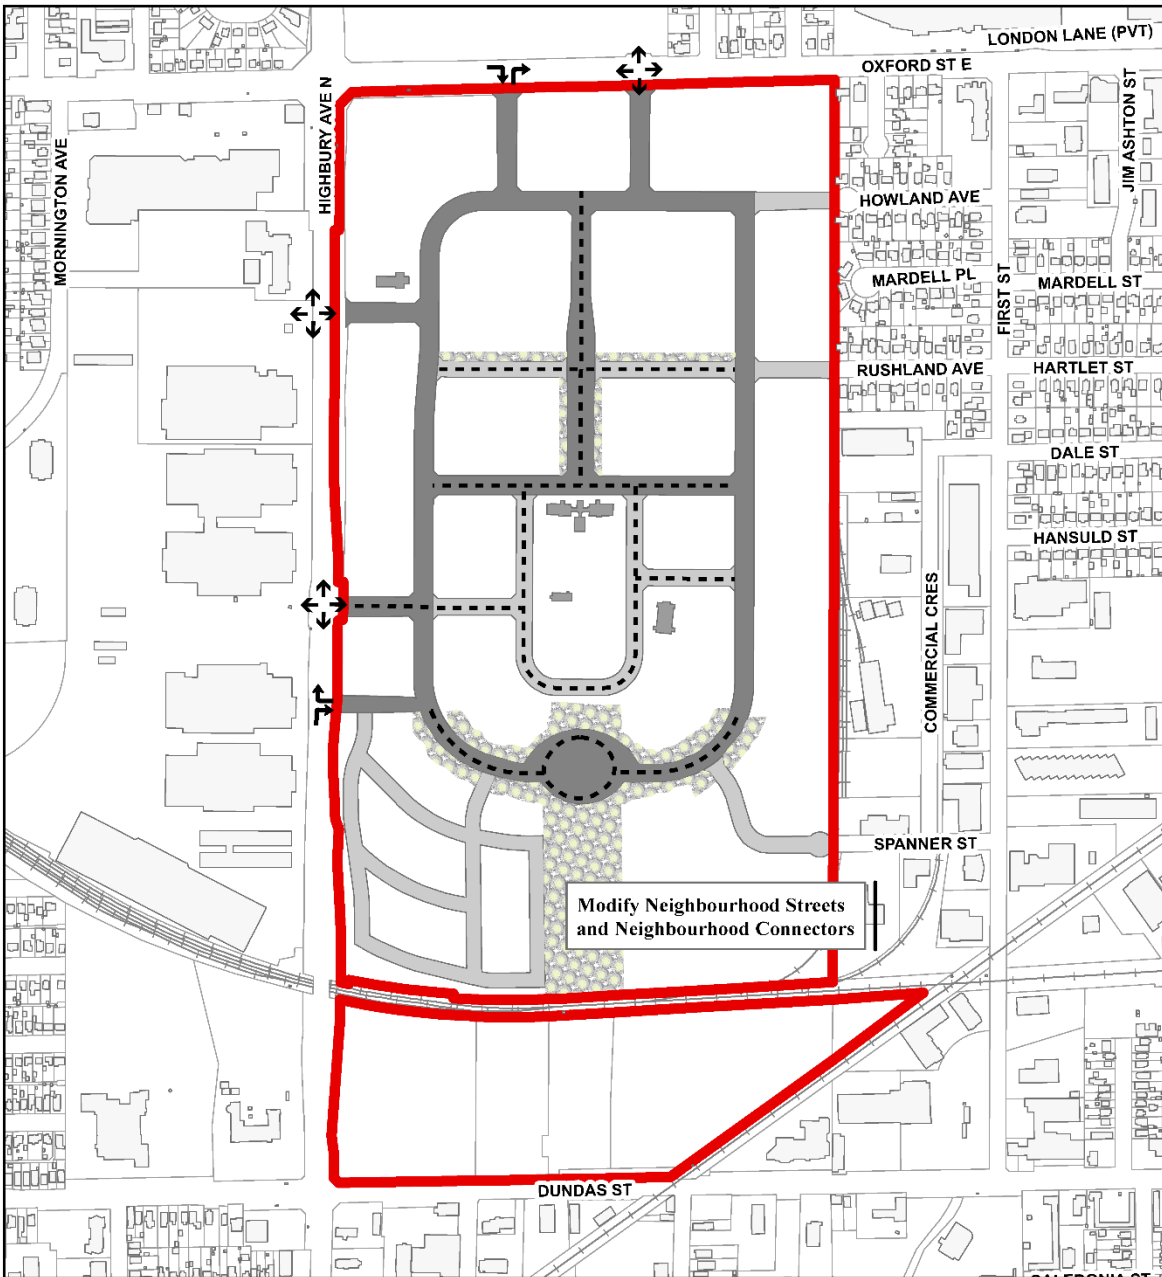 LONDON LANE (PVT)
OXFORD ST E
HIGHBURY AVE N
MORNINGTON AVE
JIM ASHTON ST
HOWLAND AVE
FIRST ST
MARDELL PL
MARDELL ST
RUSHLAND AVE
HARTLET ST
DALE ST
HANSULD ST
COMMERCIAL CRES
SPANNER ST
Modify Neighbourhood Streets
and Neighbourhood Connectors
DUNDAS ST